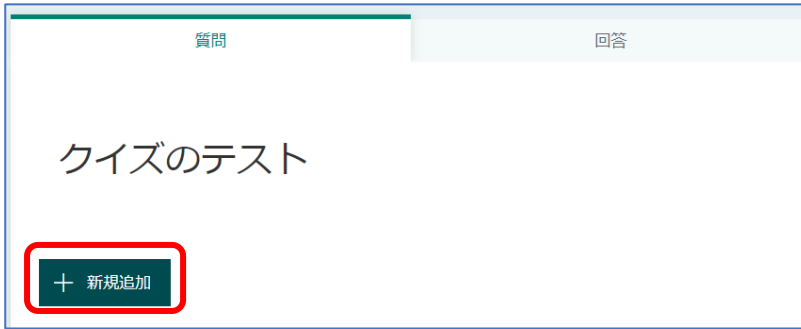 質問 回答
クイズのテスト
＋ 新規追加